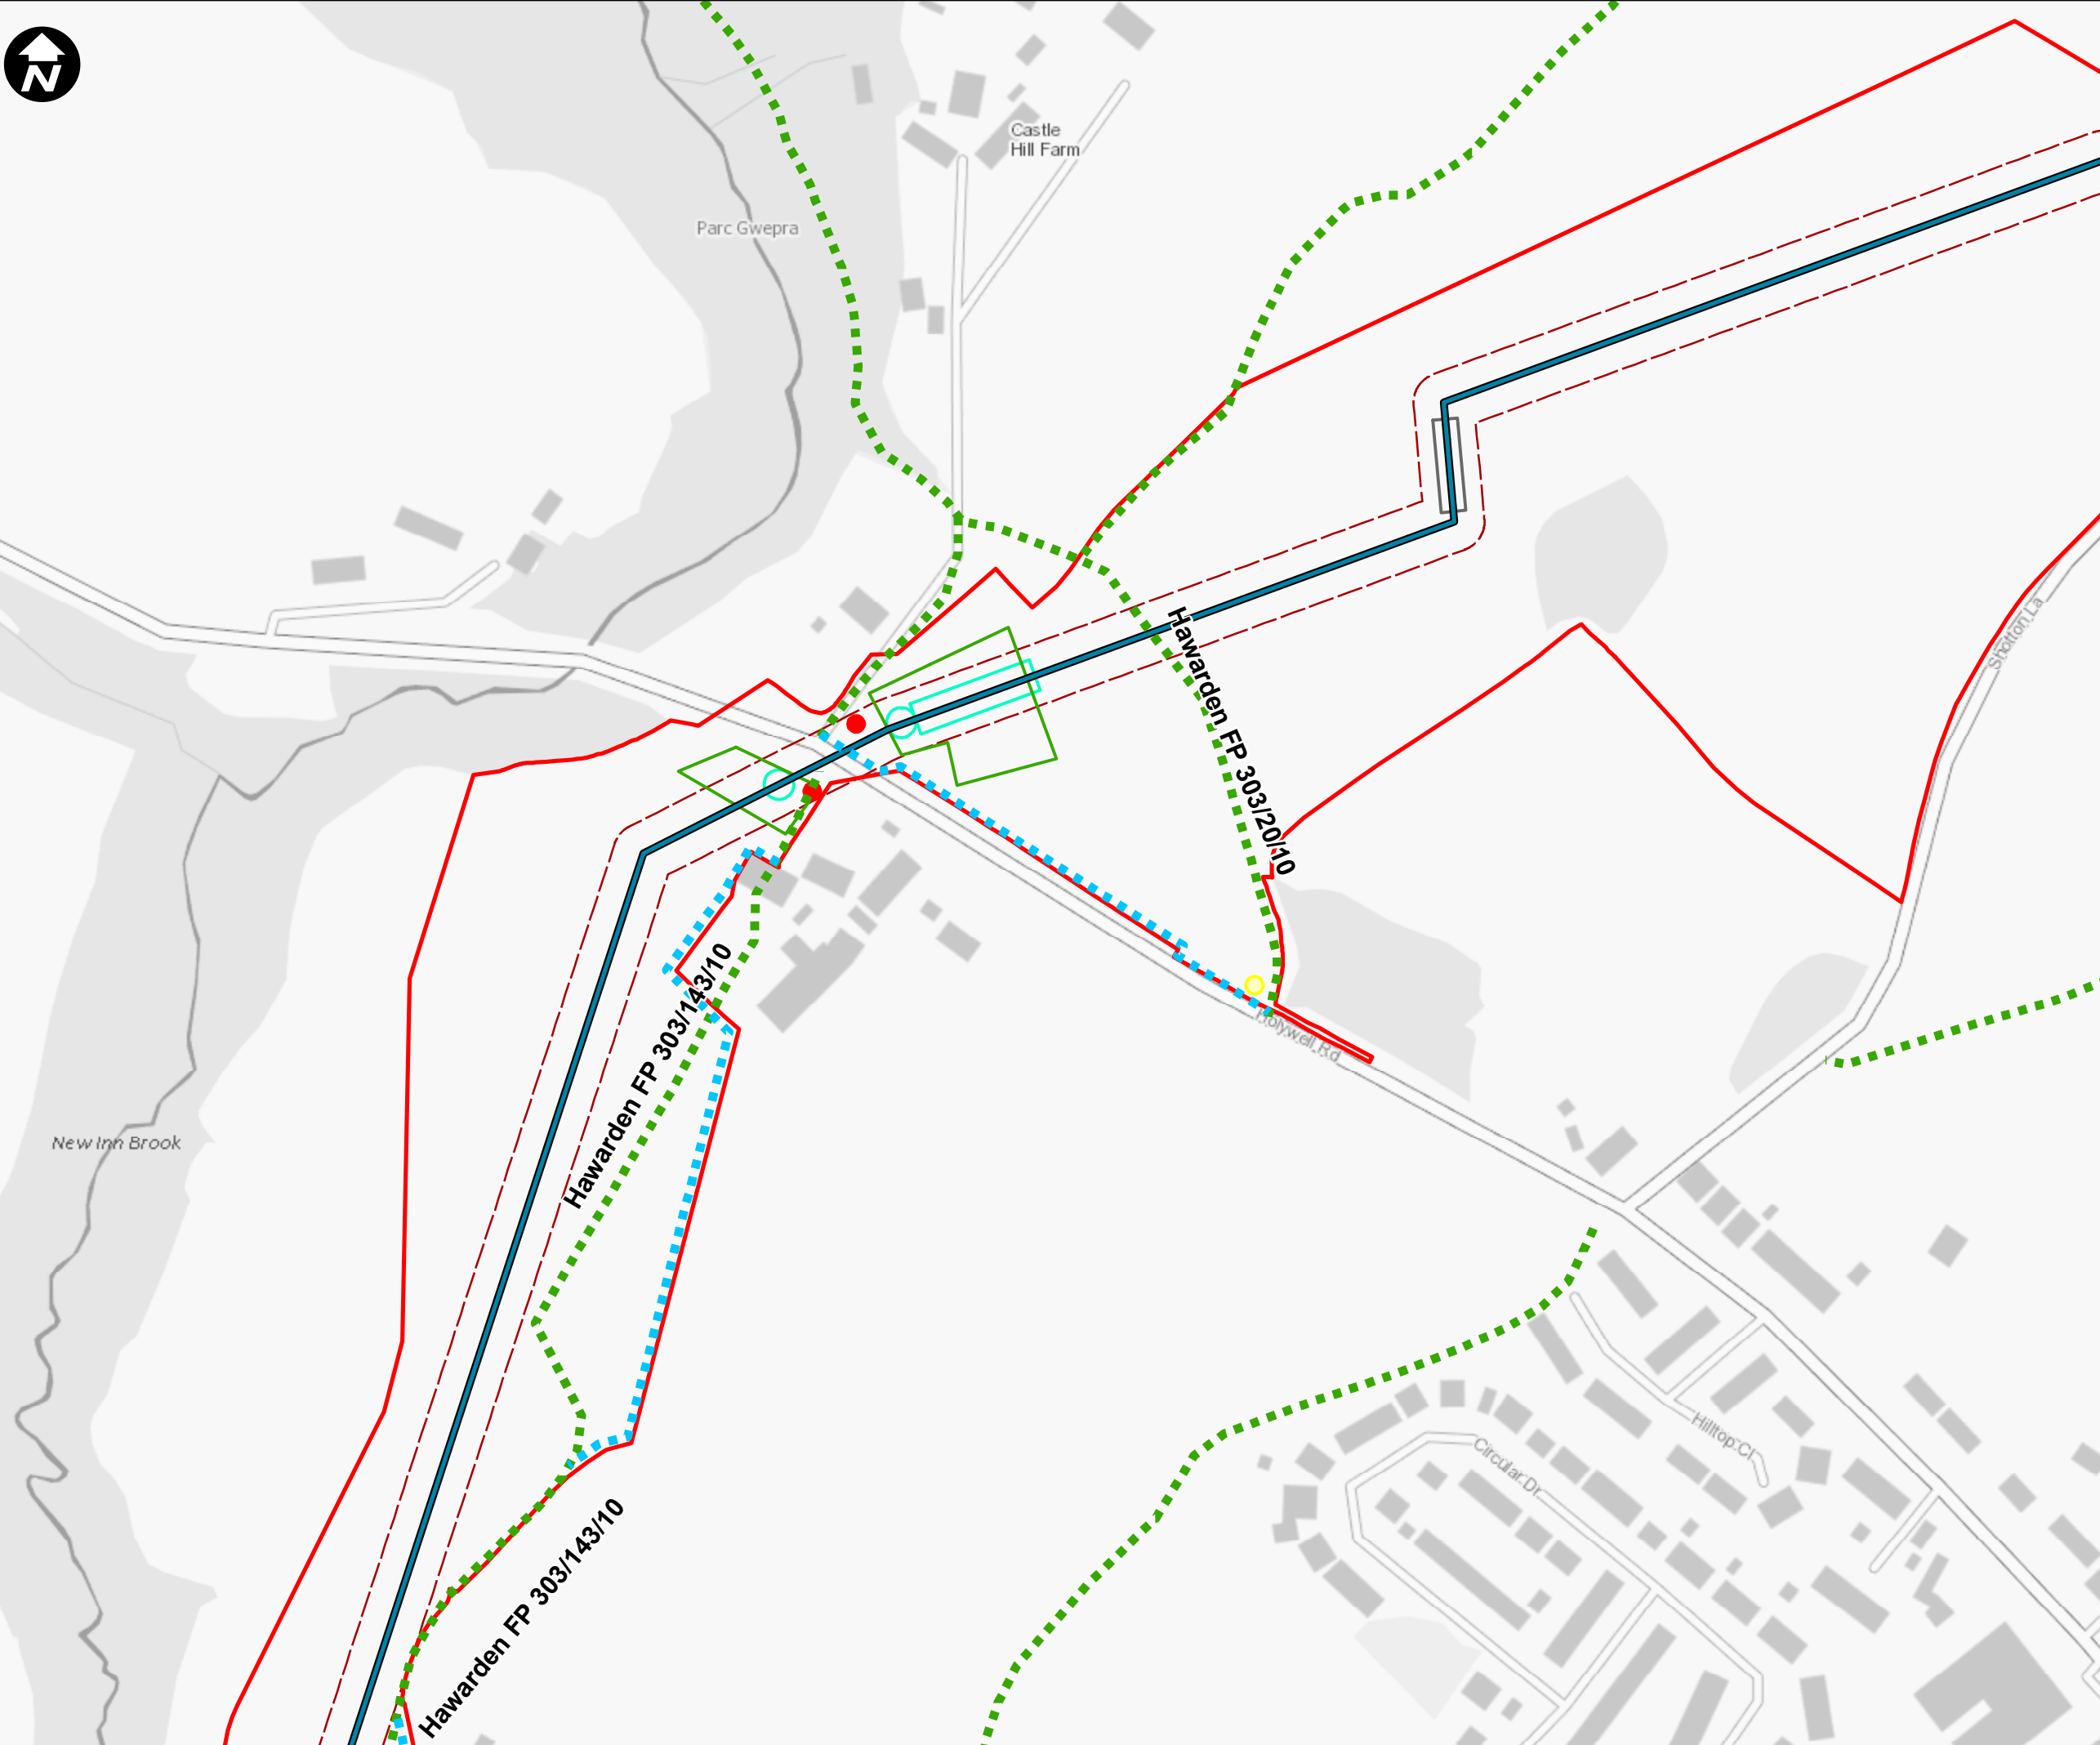 N
Castle
Hill Farm
Parc Gwepra
Hawarden FP 303/20/10
Shotton La
Hawarden FP 303/143/10
Holywell Rd
New Inn Brook
Hilltop Cl
Circular Dr
Hawarden FP 303/143/10